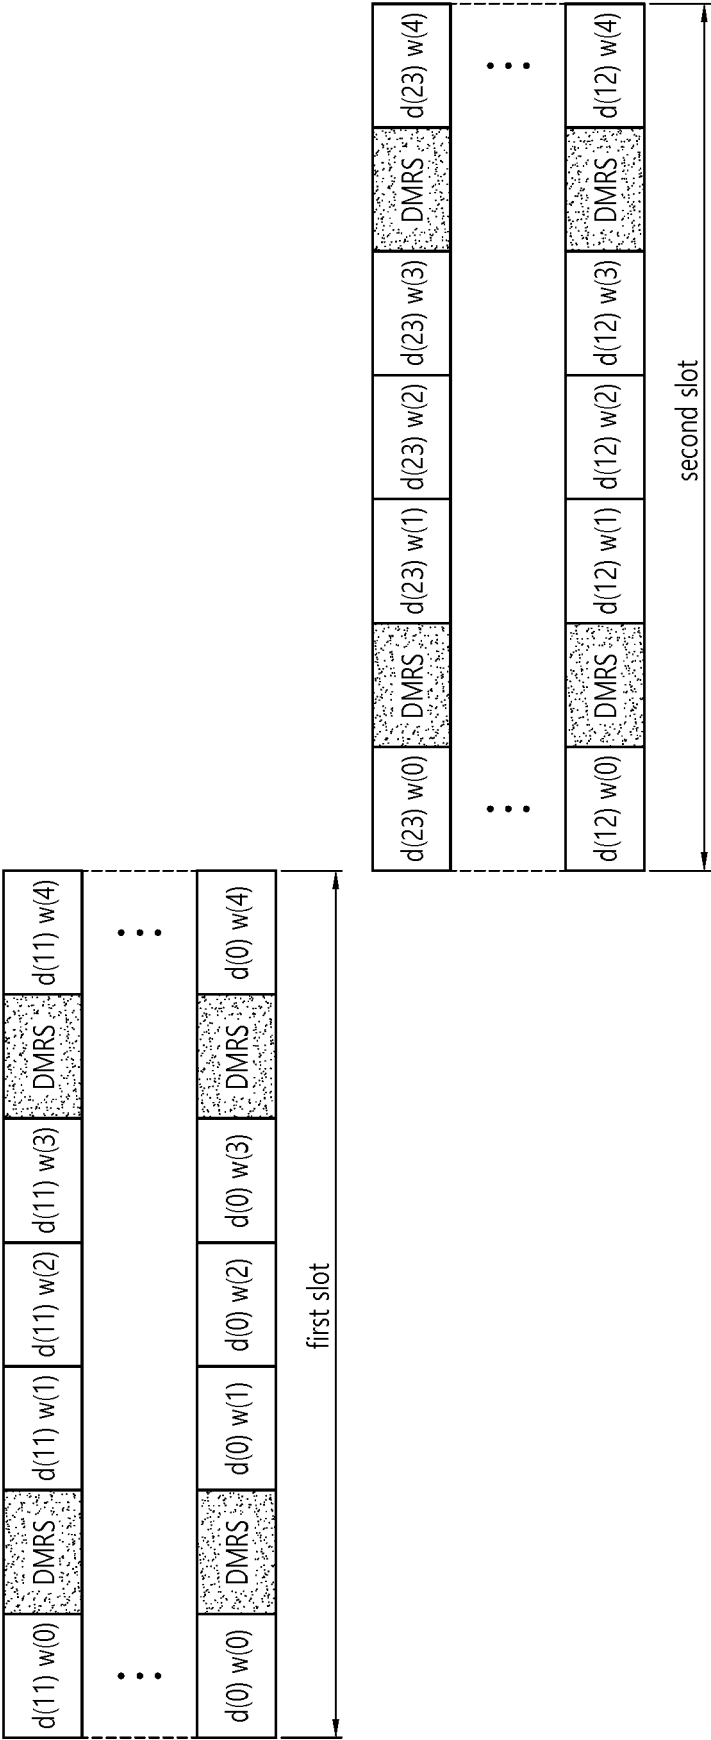 d(11) w(0) DMRS d(11) w(1) d(11) w(2) d(11) w(3) DMRS d(11) w(4)
d(0) w(0) DMRS d(0) w(1) d(0) w(2) d(0) w(3) DMRS d(0) w(4)
first slot
d(23) w(0) DMRS d(23) w(1) d(23) w(2) d(23) w(3) DMRS d(23) w(4)
d(12) w(0) DMRS d(12) w(1) d(12) w(2) d(12) w(3) DMRS d(12) w(4)
second slot